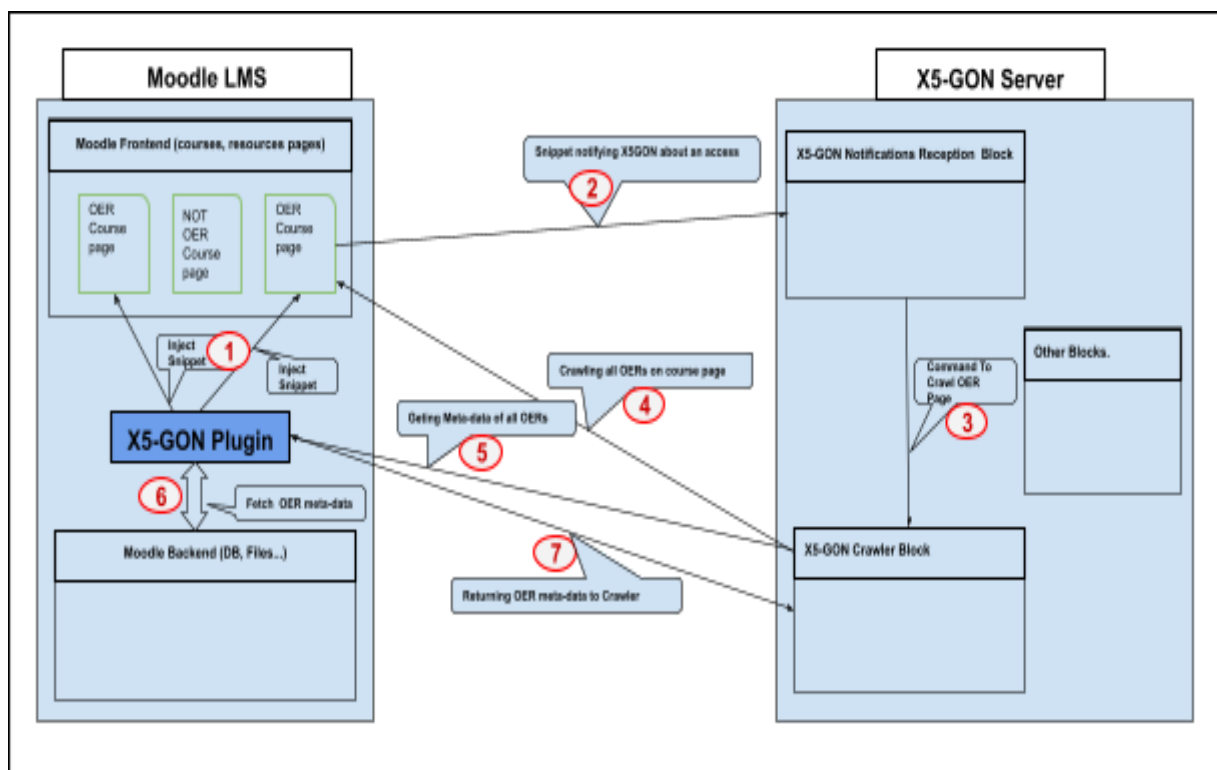 Moodle LMS
X5-GON Server
Moodle Frontend (courses, resources pages)
Snippet notifying X5GON about an access
2
X5-GON Notifications Reception Block
OER
Course
page
NOT
OER
Course
page
OER
Course
page
Inject
Snippet
1
Inject
Snippet
Other Blocks.
Command To
Crawl OER
Page
3
Crawling all OERs on course page
4
Geting Meta-data of all OERs
5
X5-GON Plugin
6
Fetch OER meta-data
Moodle Backend (DB, Files...)
X5-GON Crawler Block
7
Returning OER meta-data to Crawler